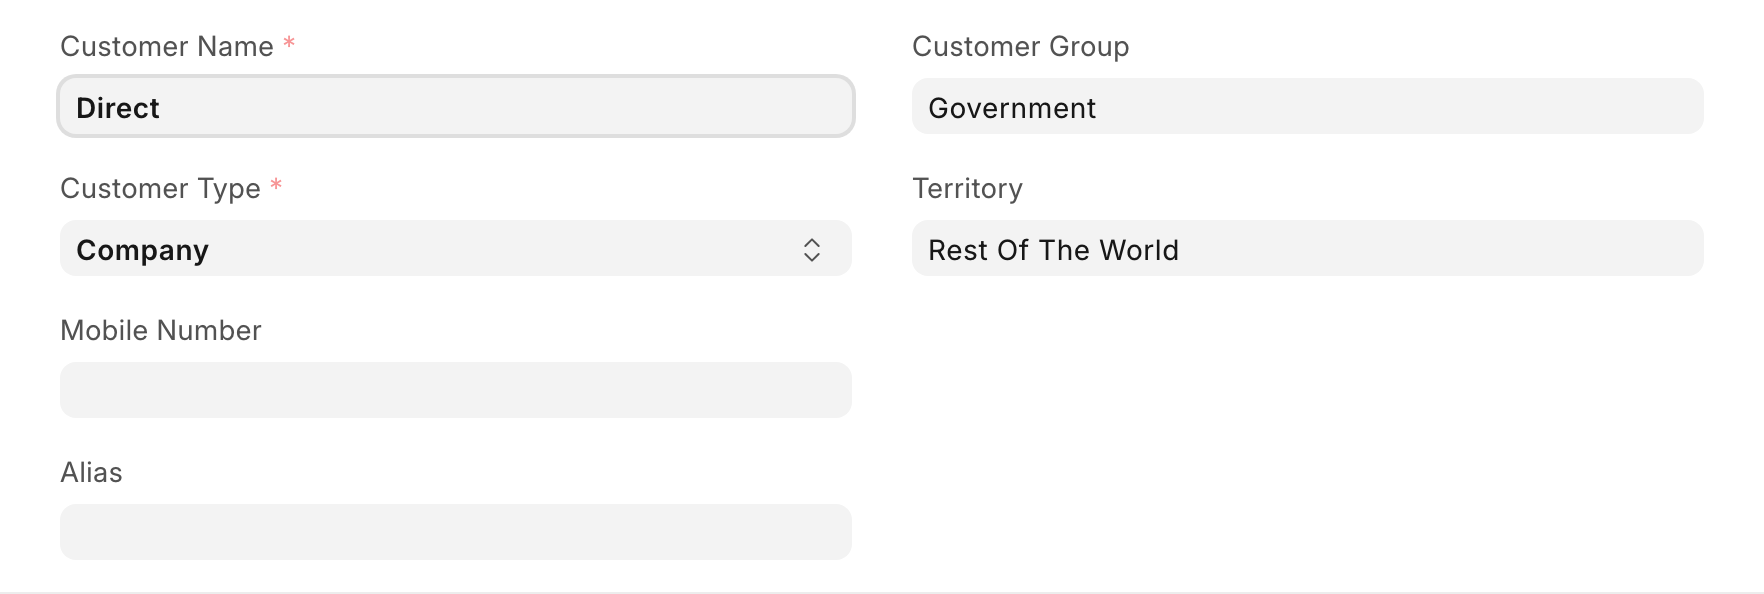 Customer Name *
Direct
Customer Type *
Company
Mobile Number
Alias
Customer Group
Government
Territory
Rest Of The World